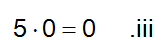 5 · 0 = 0 .iii